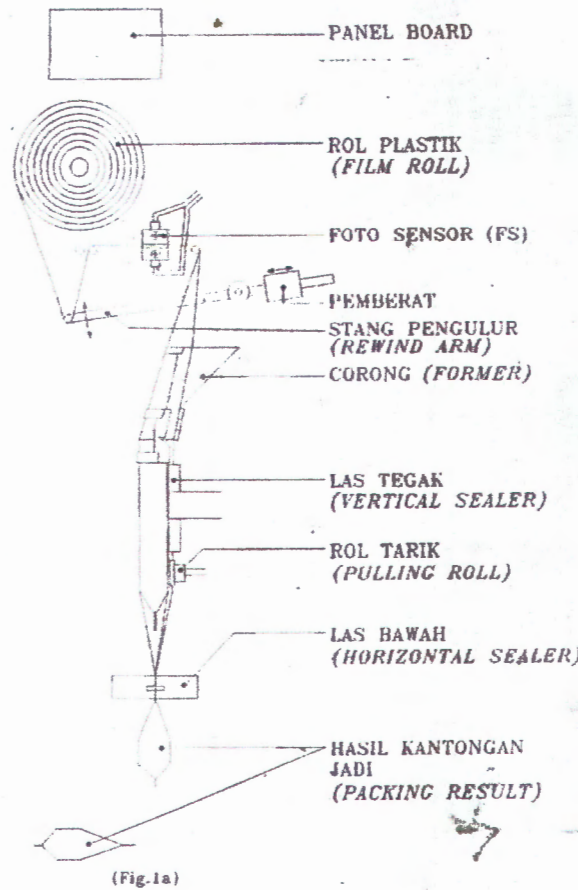 PANEL BOARD
ROL PLASTIK
(FILM ROLL)
FOTO SENSOR (FS)
PEMBERAT
STANG PENGULUR
(REWIND ARM)
CORONG (FORMER)
LAS TEGAK
(VERTICAL SEALER)
ROL TARIK
(PULLING ROLL)
LAS BAWAH
(HORIZONTAL SEALER)
HASIL KANTONGAN
JADI
(PACKING RESULT)
(Fig.1a)